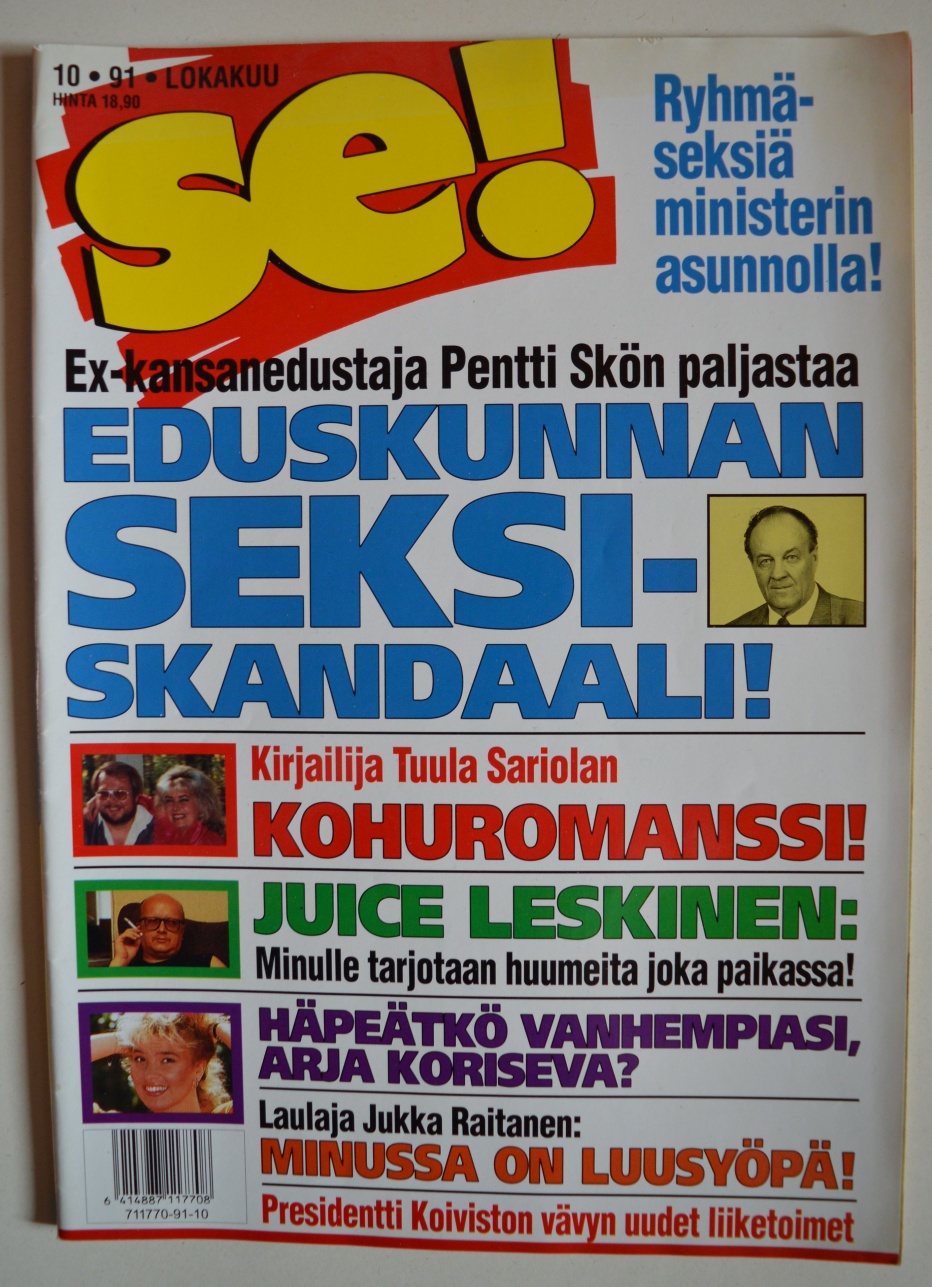 10 • 91 • LOKAKUU
HINTA 18,90
se!
Ryhmä-
seksiä
ministerin
asunnolla!
Ex-kansanedustaja Pentti Skön paljastaa
EDUSKUNNAN
SEKSI-
SKANDAALI!
Kirjailija Tuula Sariolan
KOHUROMANSSI!
JUICE LESKINEN:
Minulle tarjotaan huumeita joka paikassa!
HÄPEÄTKÖ VANHEMPIASI,
ARJA KORISEVA?
Laulaja Jukka Raitanen:
MINUSSA ON LUUSYÖPÄ!
Presidentti Koiviston vävyn uudet liiketoimet
6 414887 117708
711770-91-10